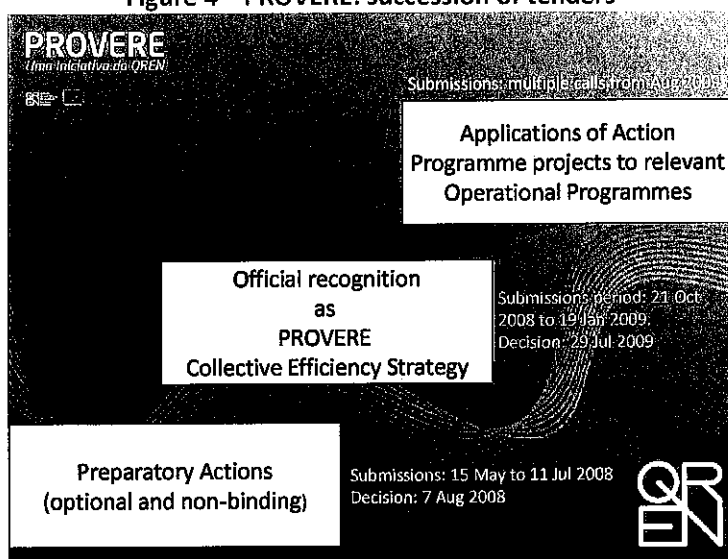 Figure 4 – PROVERE: succession of tenders
PROVERE
Uma Iniciativa do QREN
Submissions: multiple calls from Aug 2009
Applications of Action
Programme projects to relevant
Operational Programmes
Official recognition
as
PROVERE
Collective Efficiency Strategy
Submissions period: 21 Oct
2008 to 19 Jan 2009
Decision: 29 Jul 2009
Preparatory Actions
(optional and non-binding)
Submissions: 15 May to 11 Jul 2008
Decision: 7 Aug 2008
QR
EN